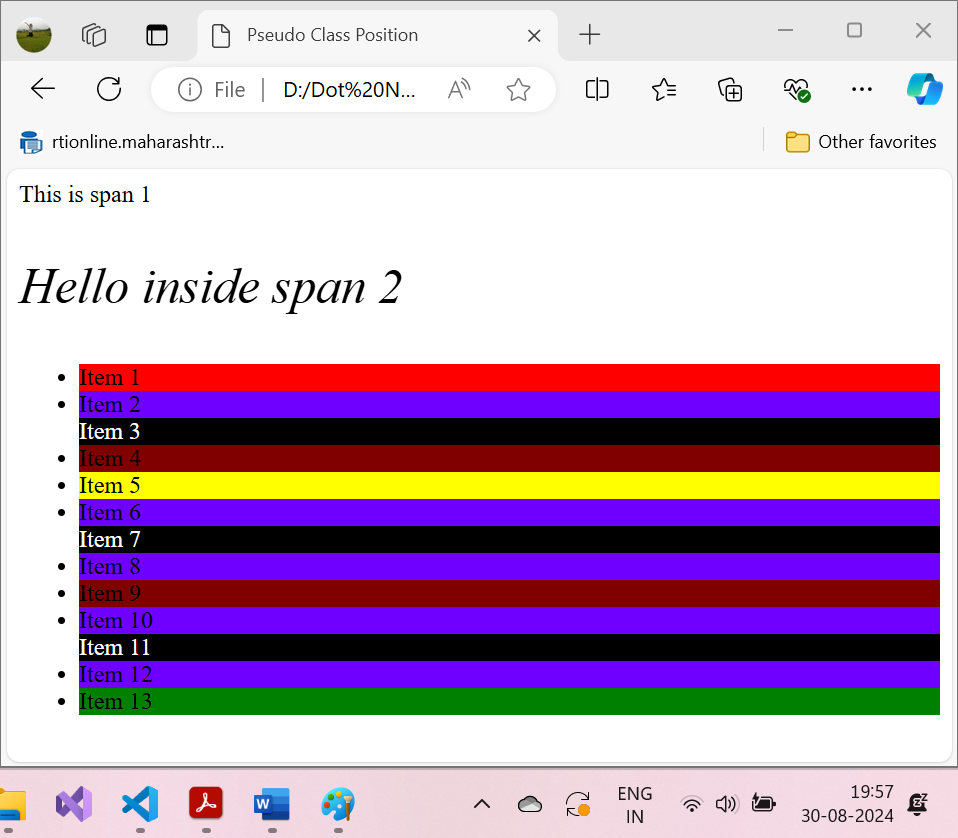 Pseudo Class Position
File | D:/Dot%20N...
rtionline.maharashtr...
Other favorites
This is span 1
Hello inside span 2
• Item 1
• Item 2
Item 3
• Item 4
• Item 5
• Item 6
Item 7
• Item 8
• Item 9
• Item 10
Item 11
• Item 12
• Item 13
ENG
IN
19:57
30-08-2024